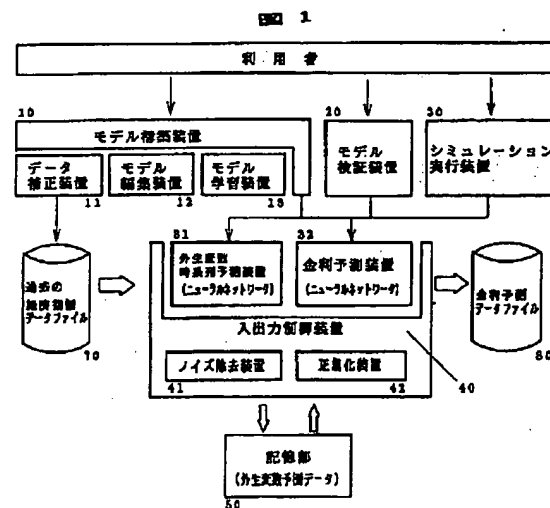 図 1
利 用 者
10
モデル構築装置
20
モデル
検証装置
30
シミュレーション
実行装置
データ
補正装置
11
モデル
編集装置
12
モデル
学習装置
13
31
外生変数
時系列予測装置
(ニューラルネットワーク)
32
金利予測装置
(ニューラルネットワーク)
過去の
データファイル
70
入出力制御装置
金利予測
データファイル
80
ノイズ除去装置
41
正規化装置
42
40
記憶部
(外生変数予測データ)
50